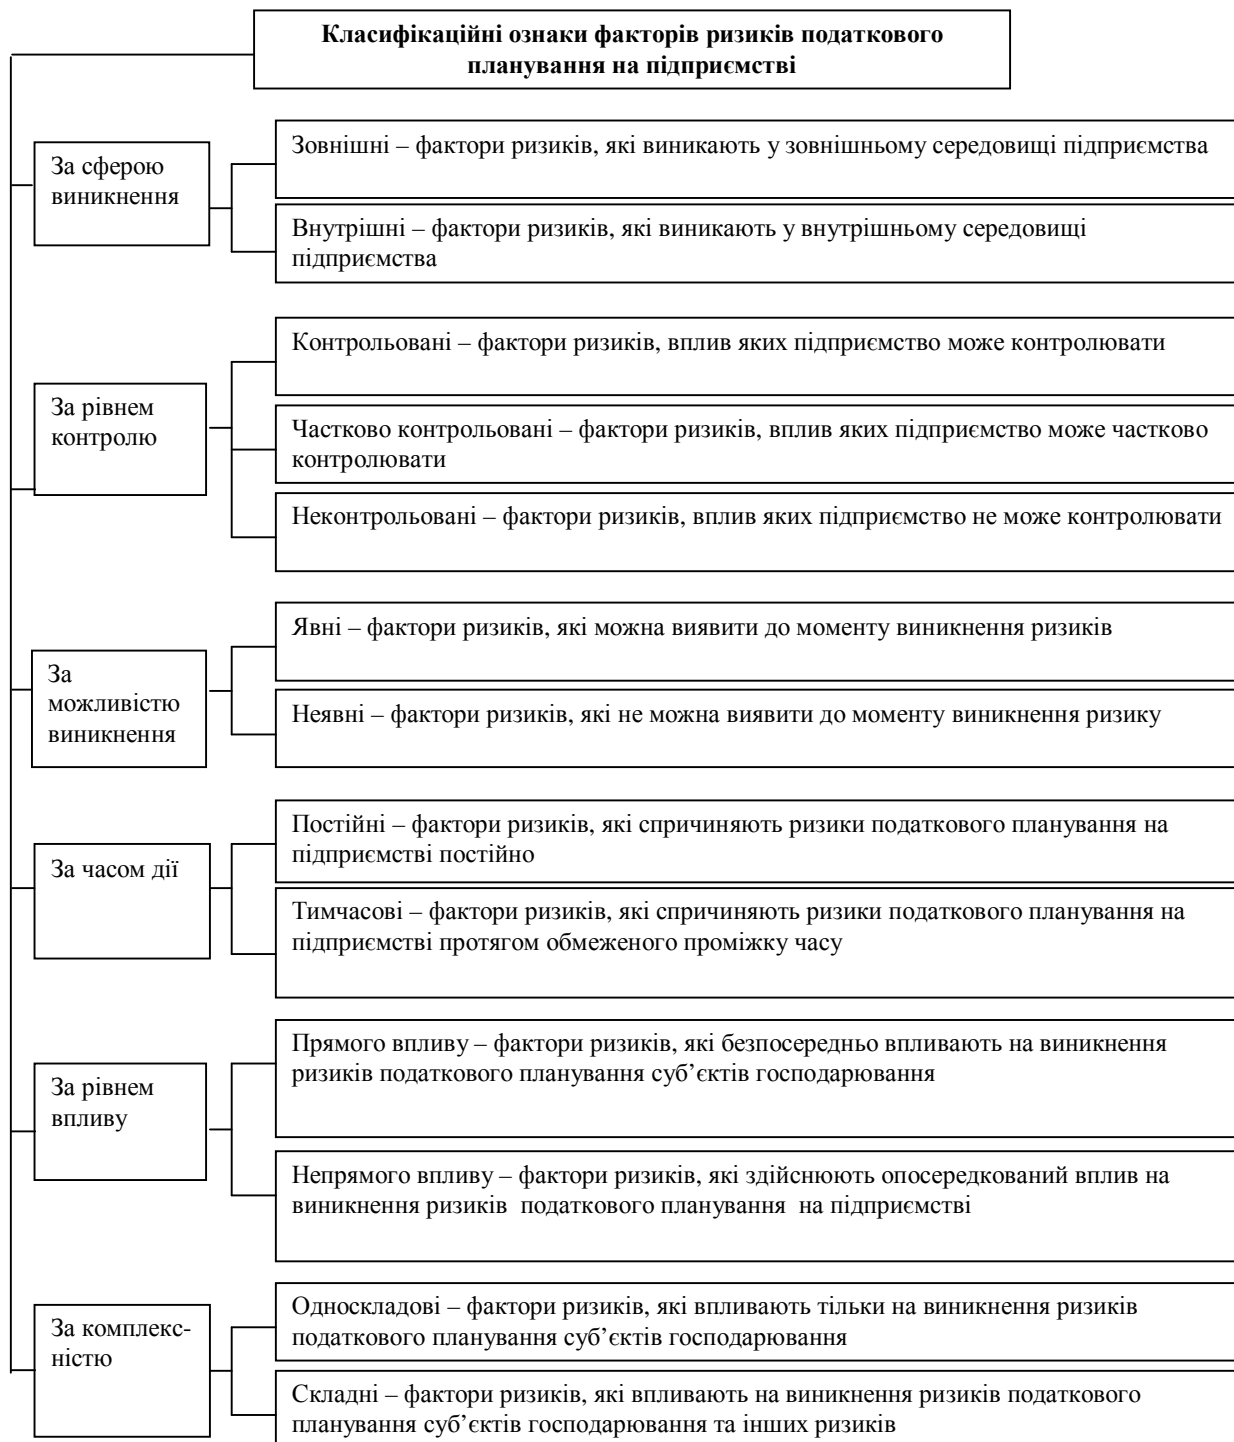 Класифікаційні ознаки факторів ризиків податкового
планування на підприємстві
За сферою
виникнення
Зовнішні – фактори ризиків, які виникають у зовнішньому середовищі підприємства
Внутрішні – фактори ризиків, які виникають у внутрішньому середовищі
підприємства
За рівнем
контролю
Контрольовані – фактори ризиків, вплив яких підприємство може контролювати
Частково контрольовані – фактори ризиків, вплив яких підприємство може частково
контролювати
Неконтрольовані – фактори ризиків, вплив яких підприємство не може контролювати
За
можливістю
виникнення
Явні – фактори ризиків, які можна виявити до моменту виникнення ризиків
Неявні – фактори ризиків, які не можна виявити до моменту виникнення ризику
За часом дії
Постійні – фактори ризиків, які спричиняють ризики податкового планування на
підприємстві постійно
Тимчасові – фактори ризиків, які спричиняють ризики податкового планування на
підприємстві протягом обмеженого проміжку часу
За рівнем
впливу
Прямого впливу – фактори ризиків, які безпосередньо впливають на виникнення
ризиків податкового планування суб’єктів господарювання
Непрямого впливу – фактори ризиків, які здійснюють опосередкований вплив на
виникнення ризиків податкового планування на підприємстві
За комплекс-
ністю
Односкладові – фактори ризиків, які впливають тільки на виникнення ризиків
податкового планування суб’єктів господарювання
Складні – фактори ризиків, які впливають на виникнення ризиків податкового
планування суб’єктів господарювання та інших ризиків